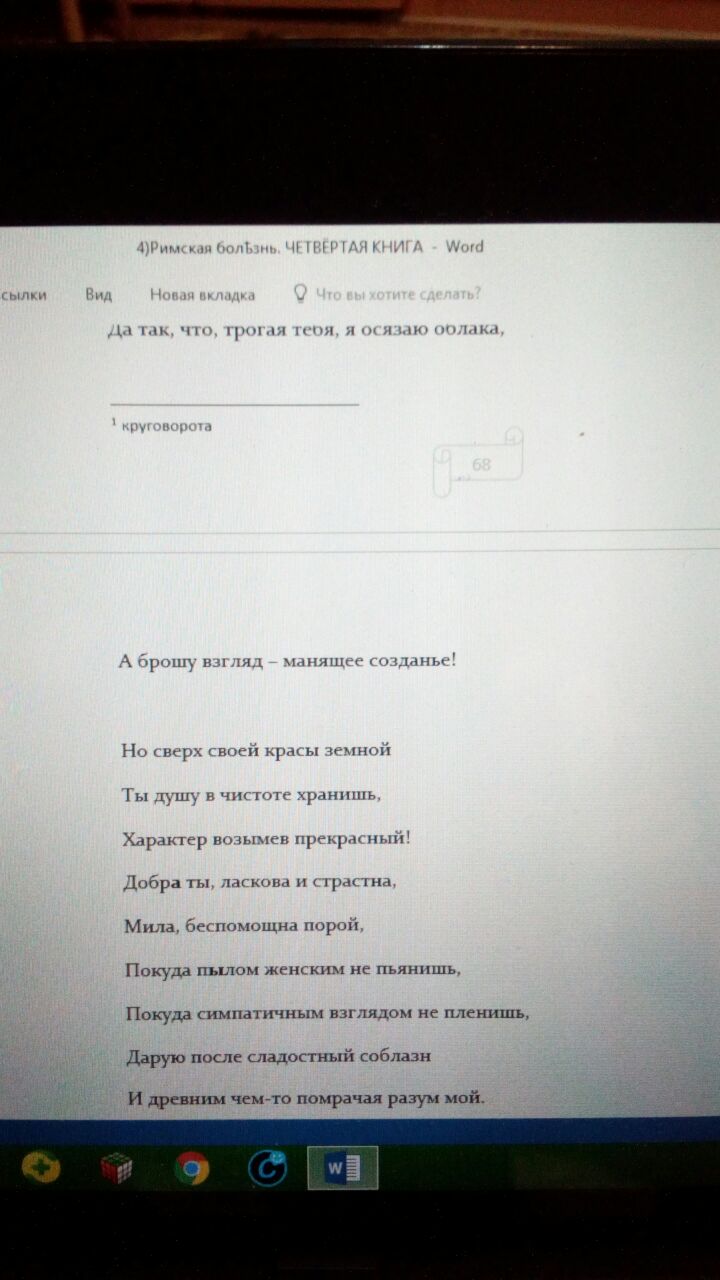 4)Римская болѣзнь. ЧЕТВЁРТАЯ КНИГА - Word
сылки Вид Новая вкладка Что вы хотите сделать?
Да так, что, трогая тебя, я осязаю облака,
1 круговорота
68
А брошу взгляд – манящее созданье!
Но сверх своей красы земной
Ты душу в чистоте хранишь,
Характер возымев прекрасный!
Добра ты, ласкова и страстна,
Мила, беспомощна порой,
Покуда пылом женским не пьянишь,
Покуда симпатичным взглядом не пленишь,
Дарую после сладостный соблазн
И древним чем-то помрачая разум мой.